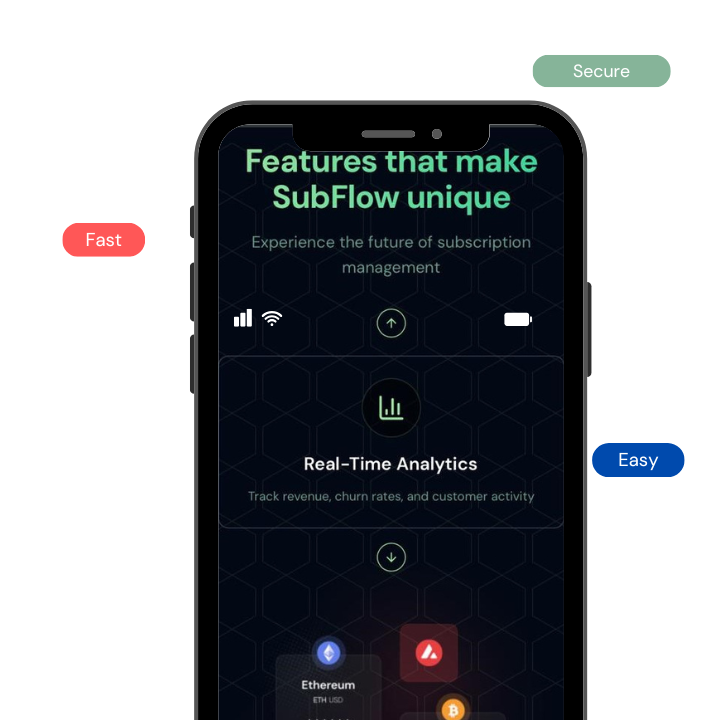 Secure
Features that make
SubFlow unique
Fast
Experience the future of subscription
management
Easy
Real-Time Analytics
Track revenue, churn rates, and customer activity
Ethereum
ETH USD